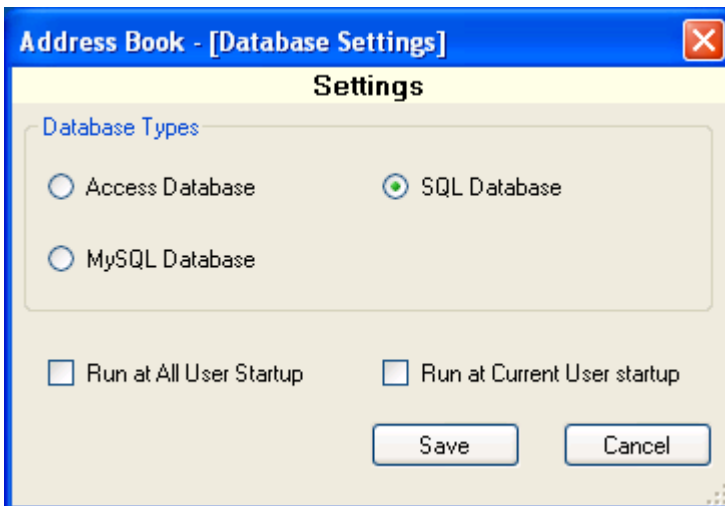 Address Book - [Database Settings]
Settings
Database Types
Access Database
SQL Database
MySQL Database
Run at All User Startup
Run at Current User startup
Save
Cancel